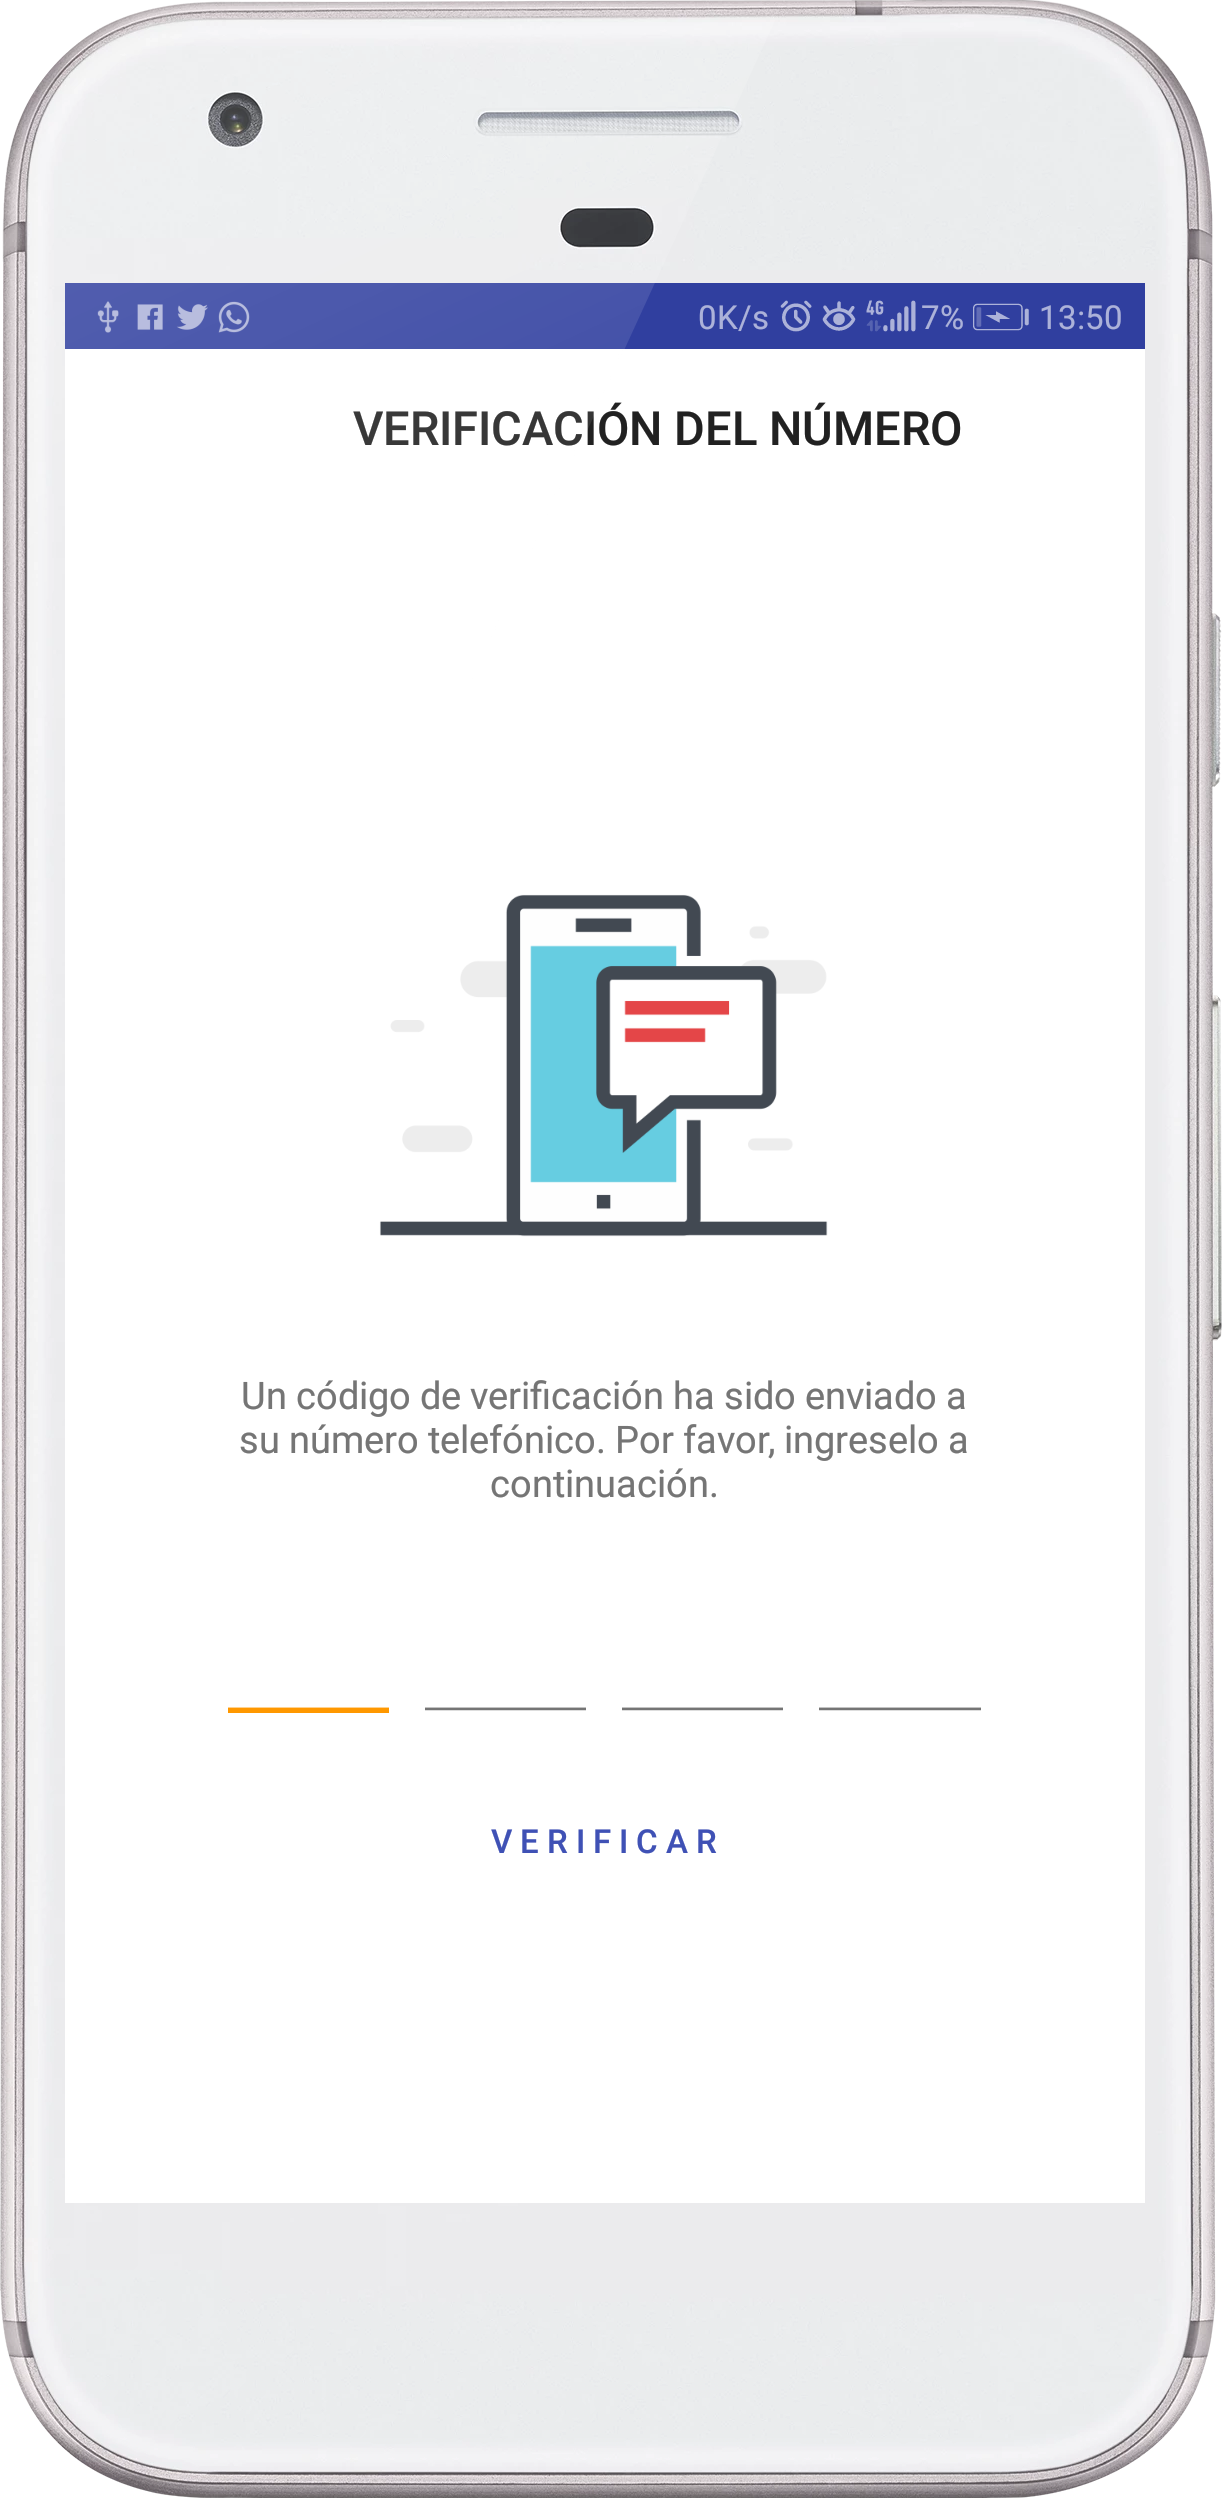 0K/s 4G 7% 13:50
VERIFICACIÓN DEL NÚMERO
Un código de verificación ha sido enviado a
su número telefónico. Por favor, ingreselo a
continuación.
VERIFICAR